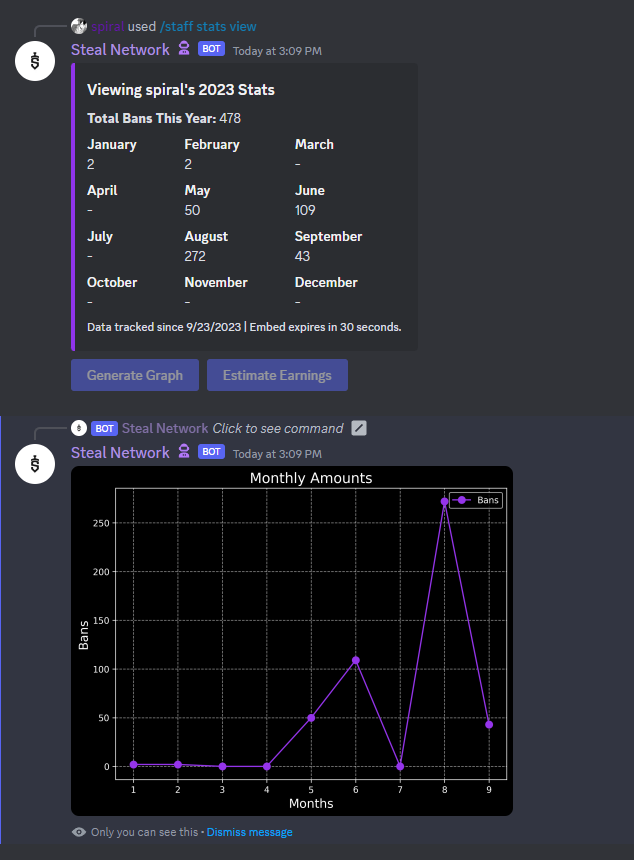 spiral used /staff stats view
Steal Network BOT Today at 3:09 PM
Viewing spiral's 2023 Stats
Total Bans This Year: 478
January February March
2 2 -
April May June
- 50 109
July August September
- 272 43
October November December
- - -
Data tracked since 9/23/2023 | Embed expires in 30 seconds.
Generate Graph Estimate Earnings
BOT Steal Network Click to see command
Steal Network BOT Today at 3:09 PM
Monthly Amounts
Bans
250
200
150
100
50
0
Bans
1 2 3 4 5 6 7 8 9
Months
Only you can see this • Dismiss message